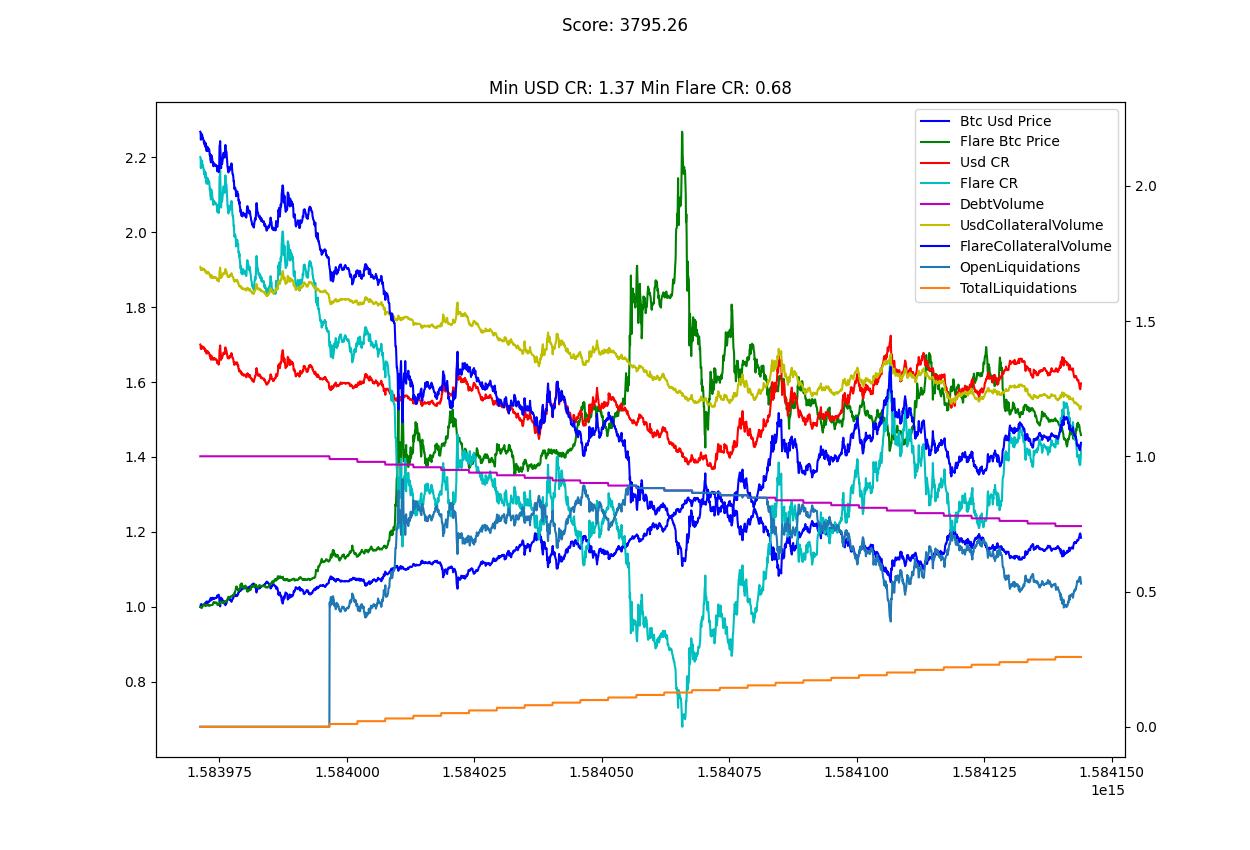 Score: 3795.26
Min USD CR: 1.37 Min Flare CR: 0.68
Btc Usd Price
Flare Btc Price
Usd CR
Flare CR
DebtVolume
UsdCollateralVolume
FlareCollateralVolume
OpenLiquidations
TotalLiquidations
2.2
2.0
1.8
1.6
1.4
1.2
1.0
0.8
2.0
1.5
1.0
0.5
0.0
1.583975 1.584000 1.584025 1.584050 1.584075 1.584100 1.584125 1.584150
1e15